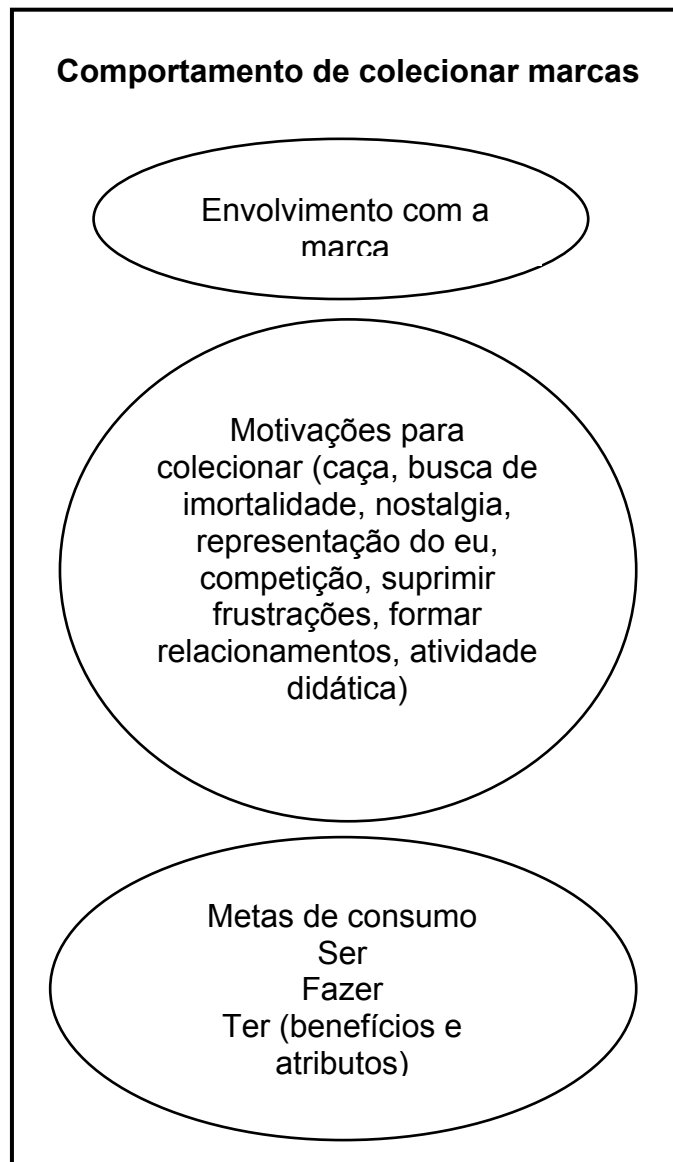 Comportamento de colecionar marcas
Envolvimento com a
marca
Motivações para
colecionar (caça, busca de
imortalidade, nostalgia,
representação do eu,
competição, suprimir
frustrações, formar
relacionamentos, atividade
didática)
Metas de consumo
Ser
Fazer
Ter (benefícios e
atributos)